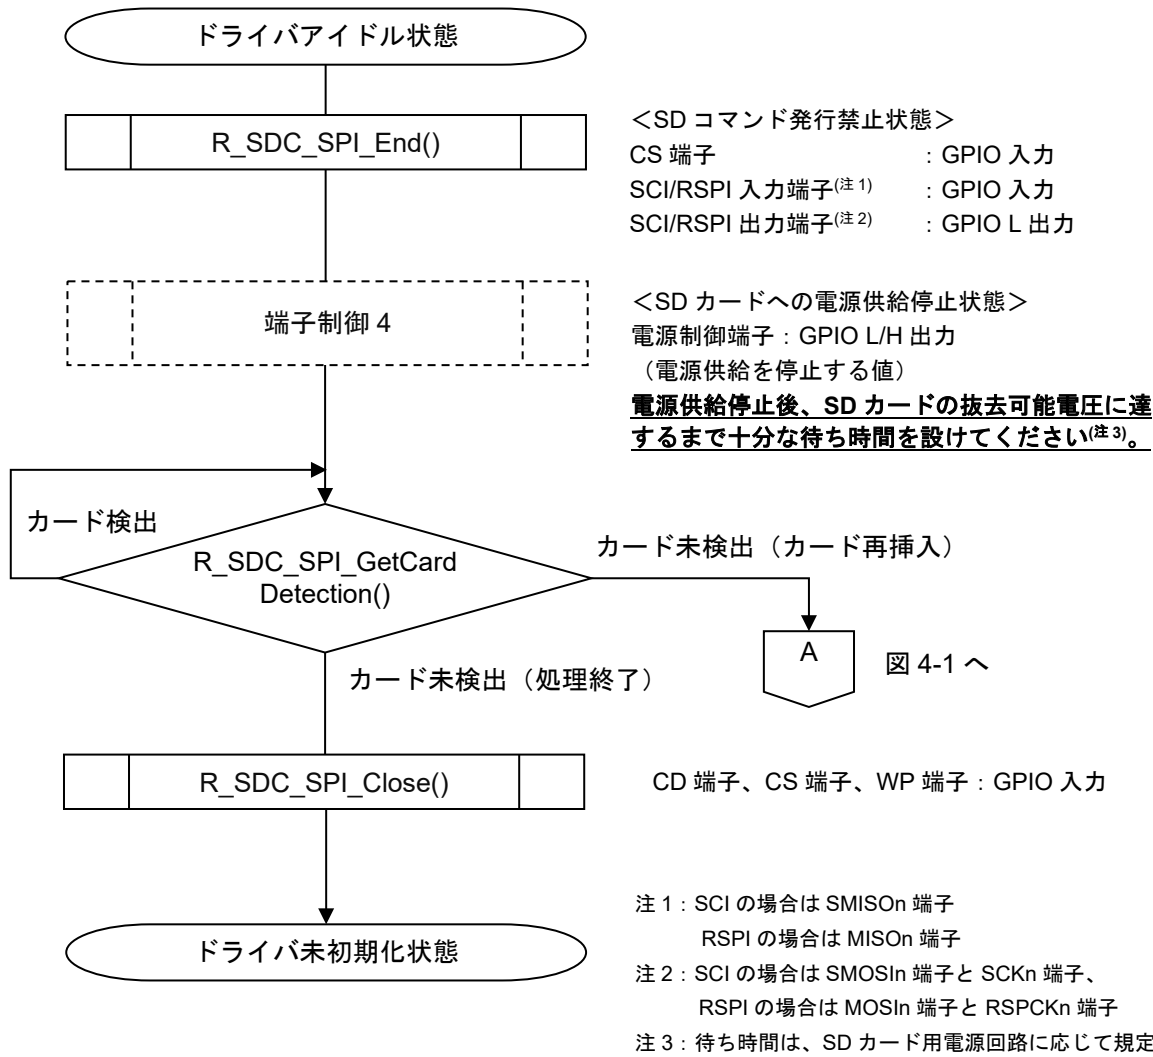 ドライバアイドル状態
R_SDC_SPI_End()
＜SD コマンド発行禁止状態＞
CS 端子 : GPIO 入力
SCI/RSPI 入力端子(注 1) : GPIO 入力
SCI/RSPI 出力端子(注 2) : GPIO L 出力
端子制御 4
＜SD カードへの電源供給停止状態＞
電源制御端子 : GPIO L/H 出力
（電源供給を停止する値）
電源供給停止後、SD カードの抜去可能電圧に達
するまで十分な待ち時間を設けてください(注 3)。
カード検出
R_SDC_SPI_GetCard
Detection()
カード未検出（カード再挿入）
A
図 4-1 へ
カード未検出（処理終了）
R_SDC_SPI_Close()
CD 端子、CS 端子、WP 端子 : GPIO 入力
ドライバ未初期化状態
注 1 : SCI の場合は SMISOn 端子
RSPI の場合は MISOn 端子
注 2 : SCI の場合は SMOSIn 端子と SCKn 端子、
RSPI の場合は MOSIn 端子と RSPCKn 端子
注 3 : 待ち時間は、SD カード用電源回路に応じて規定